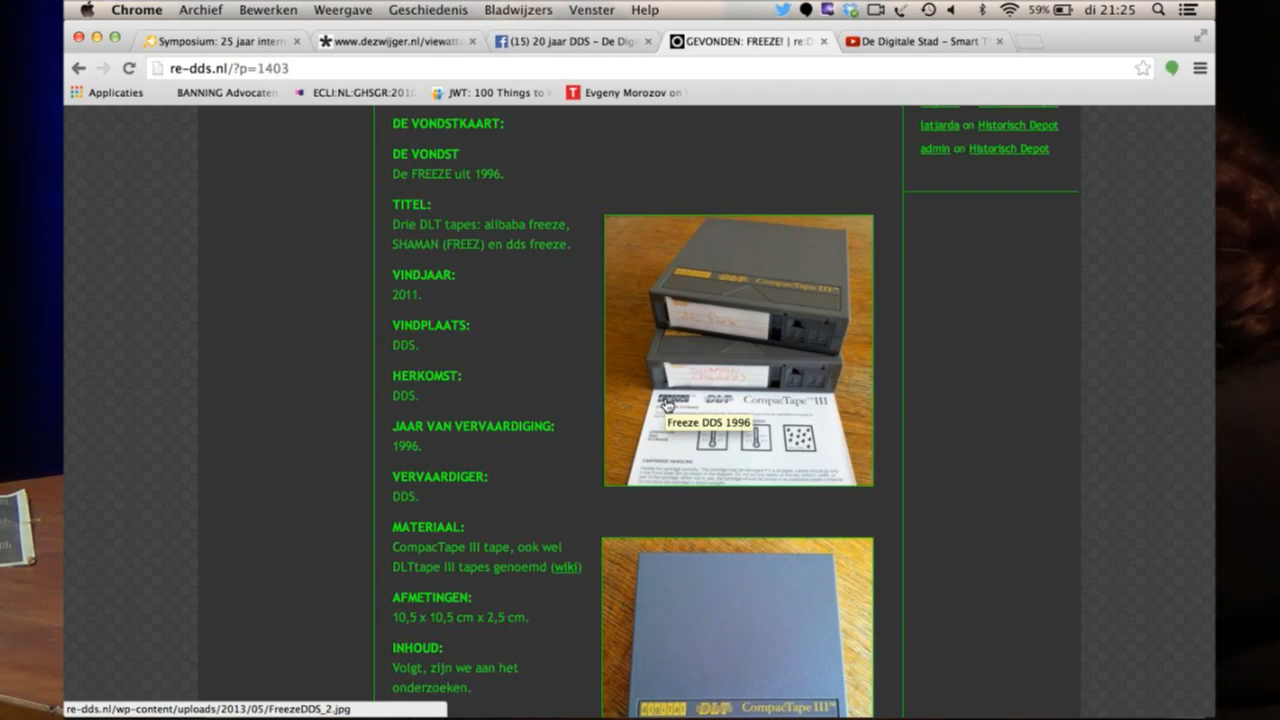 Chrome Archief Bewerken Weergave Geschiedenis Bladwijzers Venster Help 59% di 21:25
Symposium: 25 jaar intern
www.dezwijger.nl/viewatt
(15) 20 jaar DDS – De Dig
GEVONDEN: FREEZE! | re:D
De Digitale Stad – Smart T
re-dds.nl/?p=1403
Applicaties
BANNING Advocaten
ECLI:NL:GHSGR:201
JWT: 100 Things to
Evgeny Morozov on
DE VONDSTKAART:
DE VONDST
De FREEZE uit 1996.
TITEL:
Drie DLT tapes: alibaba freeze,
SHAMAN (FREEZ) en dds freeze.
VINDJAAR:
2011.
VINDPLAATS:
DDS.
HERKOMST:
DDS.
JAAR VAN VERVAARDIGING:
1996.
VERVAARDIGER:
DDS.
MATERIAAL:
CompacTape III tape, ook wel
DLTtape III tapes genoemd (wiki)
AFMETINGEN:
10,5 x 10,5 cm x 2,5 cm.
INHOUD:
Volgt, zijn we aan het
onderzoeken.
tatjarda on Historisch Depot
admin on Historisch Depot
CompacTape III
SHAMAN
DLT CompacTape III
Freeze DDS 1996
CARTRIDGE HANDLING
digital DLT CompacTape III
re-dds.nl/wp-content/uploads/2013/05/FreezeDDS_2.jpg